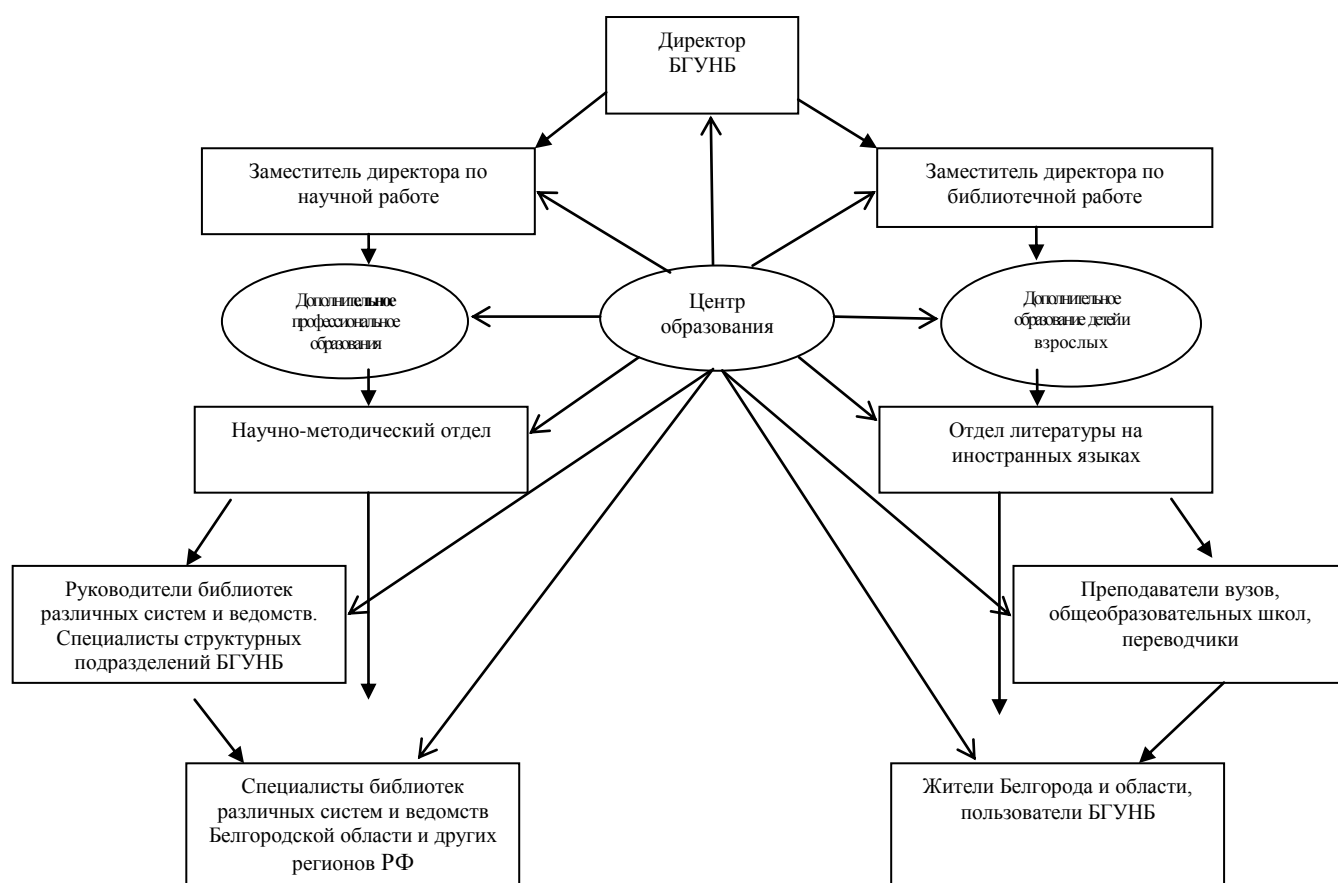 Директор
БГУНБ
Заместитель директора по
научной работе
Заместитель директора по
библиотечной работе
Дополнительное
профессиональное
образования
Центр
образования
Дополнительное
образование детей и
взрослых
Научно-методический отдел
Отдел литературы на
иностранных языках
Руководители библиотек
различных систем и ведомств.
Специалисты структурных
подразделений БГУНБ
Преподаватели вузов,
общеобразовательных школ,
переводчики
Специалисты библиотек
различных систем и ведомств
Белгородской области и других
регионов РФ
Жители Белгорода и области,
пользователи БГУНБ